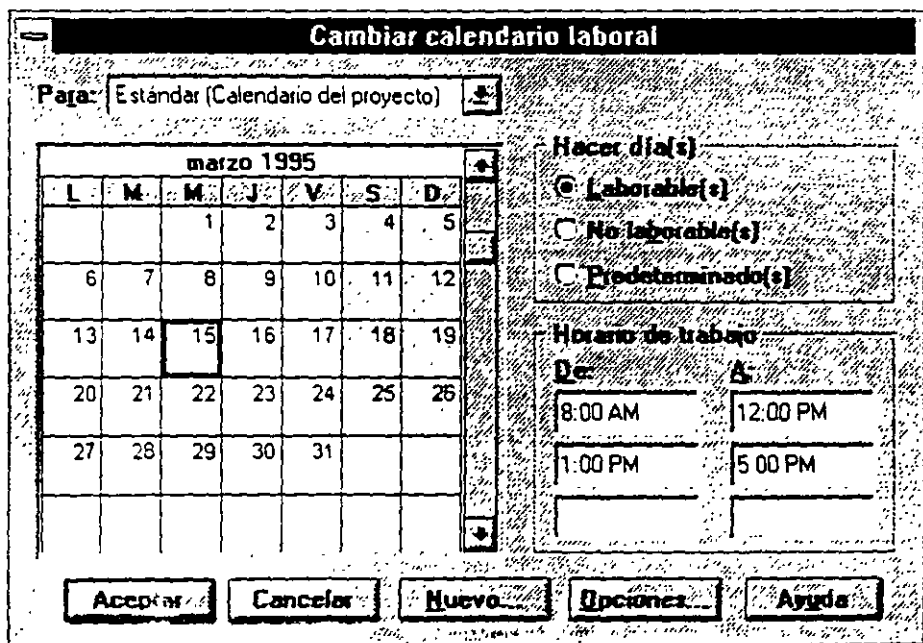 Cambiar calendario laboral
Para: Estándar (Calendario del proyecto)
marzo 1995
L M M J V S D
1 2 3 4 5
6 7 8 9 10 11 12
13 14 15 16 17 18 19
20 21 22 23 24 25 26
27 28 29 30 31
Hacer día(s)
Laborable(s)
No laborable(s)
Predeterminado(s)
Horario de trabajo
De: A:
8:00 AM 12:00 PM
1:00 PM 5:00 PM
Aceptar Cancelar Nuevo... Opciones... Ayuda